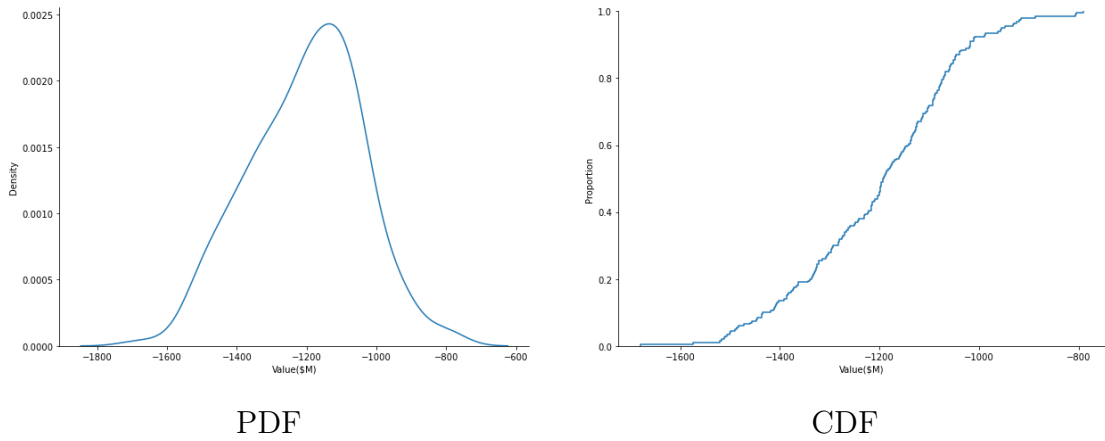 0.0025
0.0020
0.0015
0.0010
0.0005
0.0000
Density
−1800 −1600 −1400 −1200 −1000 −800 −600
Value($M)
PDF
1.0
0.8
0.6
0.4
0.2
0.0
Proportion
−1600 −1400 −1200 −1000 −800
Value($M)
CDF